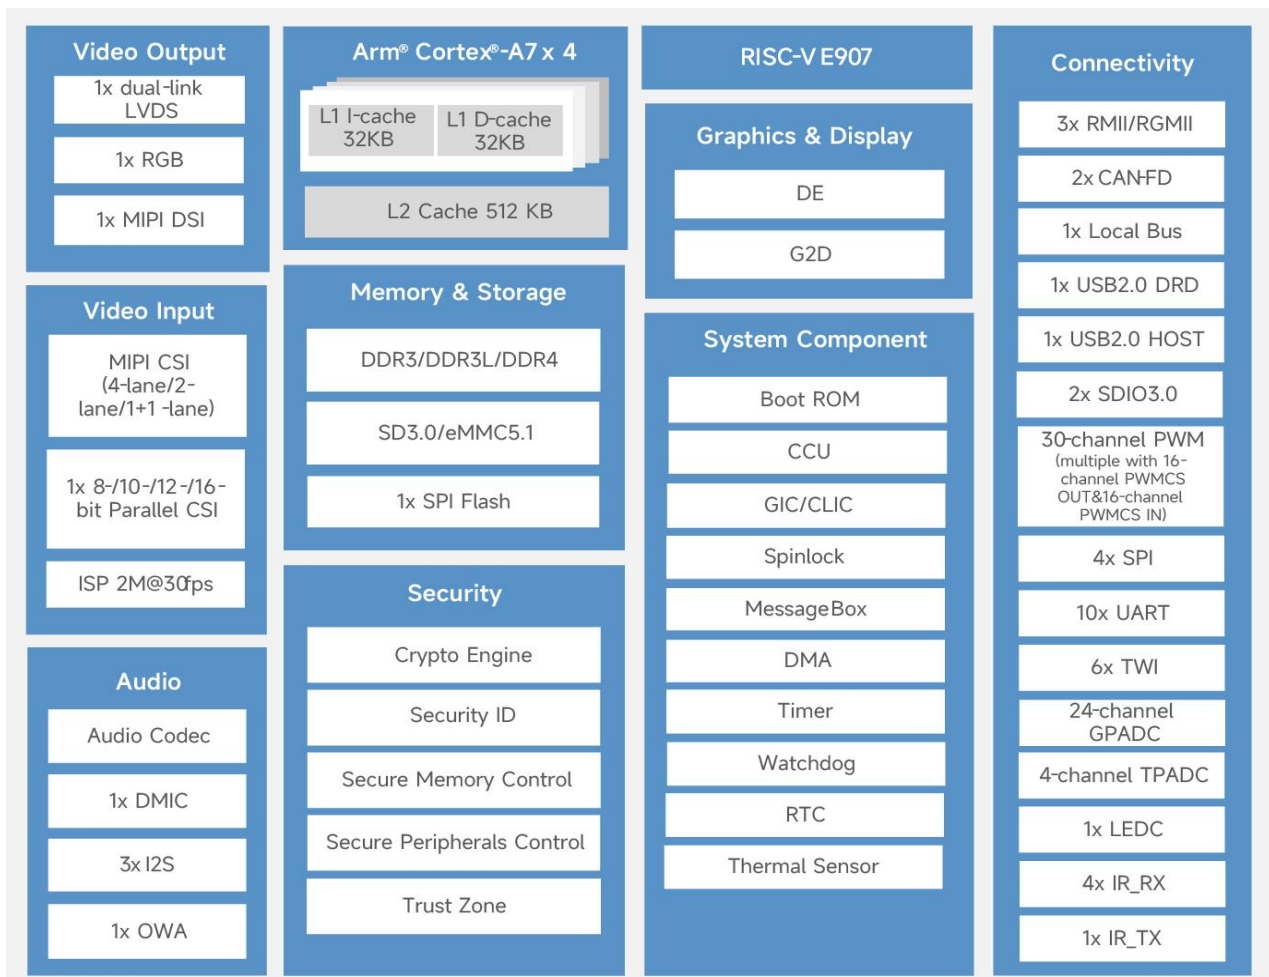 Video Output
1x dual-link
LVDS
1x RGB
1x MIPI DSI
Video Input
MIPI CSI
(4-lane/2-
lane/1+1 -lane)
1x 8-/10-/12-/16-
bit Parallel CSI
ISP 2M@30fps
Audio
Audio Codec
1x DMIC
3x I2S
1x OWA
Arm® Cortex®-A7 x 4
L1 I-cache
32KB
L1 D-cache
32KB
L2 Cache 512 KB
Memory & Storage
DDR3/DDR3L/DDR4
SD3.0/eMMC5.1
1x SPI Flash
Security
Crypto Engine
Security ID
Secure Memory Control
Secure Peripherals Control
Trust Zone
RISC-V E907
Graphics & Display
DE
G2D
System Component
Boot ROM
CCU
GIC/CLIC
Spinlock
MessageBox
DMA
Timer
Watchdog
RTC
Thermal Sensor
Connectivity
3x RMII/RGMII
2x CAN-FD
1x Local Bus
1x USB2.0 DRD
1x USB2.0 HOST
2x SDIO3.0
30-channel PWM
(multiple with 16-
channel PWMCS
OUT&16-channel
PWMCS IN)
4x SPI
10x UART
6x TWI
24-channel
GPADC
4-channel TPADC
1x LEDC
4x IR_RX
1x IR_TX